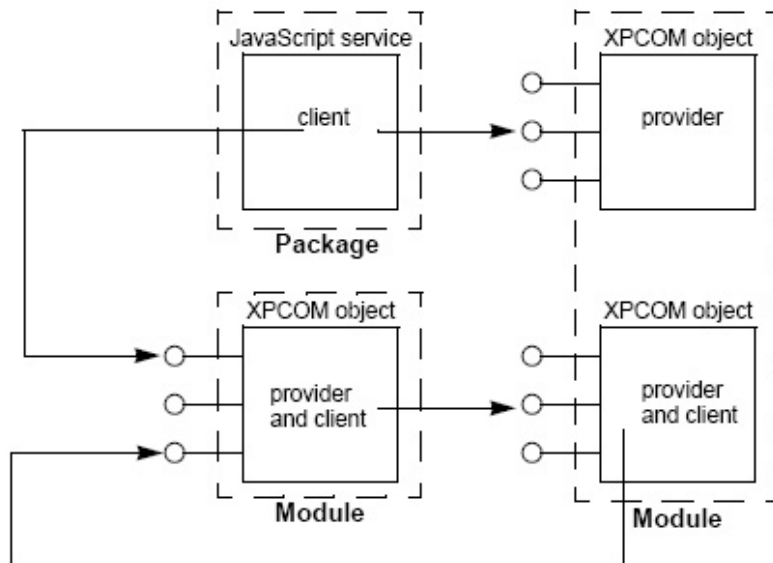 JavaScript service
client
Package
XPCOM object
provider
XPCOM object
provider
and client
Module
XPCOM object
provider
and client
Module